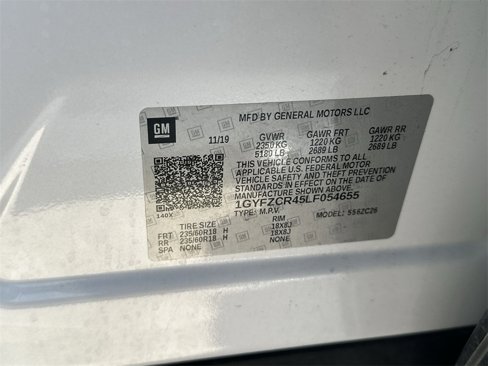 MFD BY GENERAL MOTORS LLC
GM
11/19 GVWR GAWR FRT GAWR RR
2350 KG 1220 KG 1220 KG
5180 LB 2689 LB 2689 LB
THIS VEHICLE CONFORMS TO ALL
APPLICABLE U.S. FEDERAL MOTOR
VEHICLE SAFETY AND THEFT
PREVENTION STANDARDS IN EFFECT
ON THE DATE OF
MANUFACTURE SHOWN ABOVE.
1GYFZCR45LF054655
140X TYPE: M.P.V. MODEL: 5562C26
TIRE SIZE RIM
FRT 235/60R18 H 18X8J
RR 235/60R18 H 18X8J
SPA NONE NONE